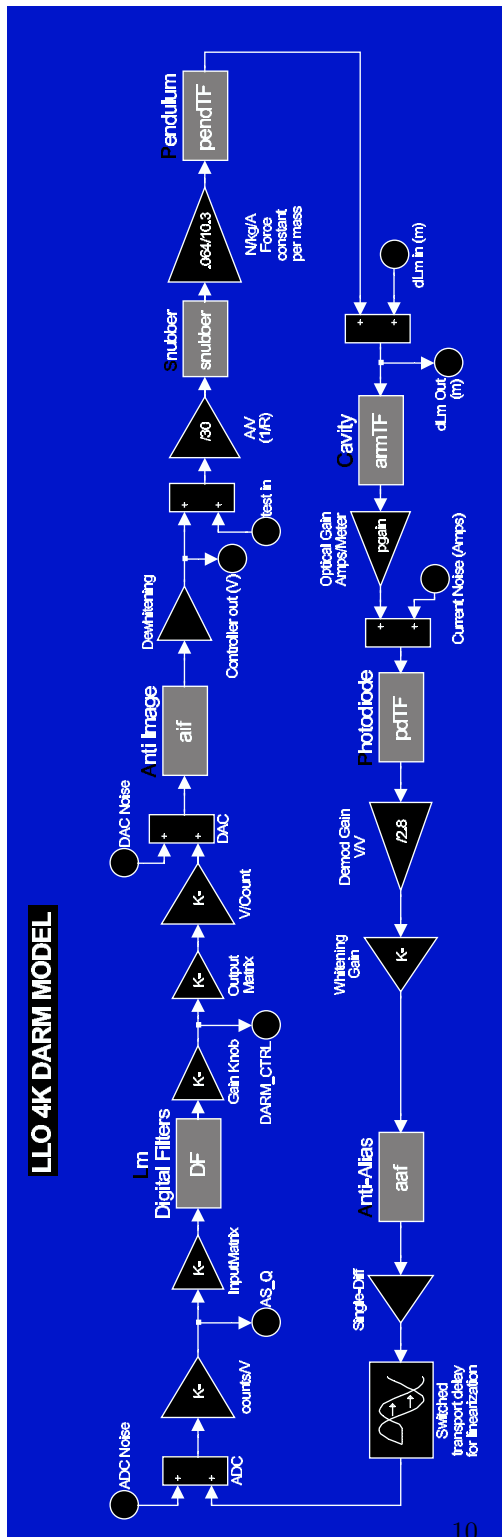 LLO 4K DARM MODEL
ADC Noise
+
+
ADC
K-
counts/V
AS_Q
K-
InputMatrix
Lm
Digital Filters
DF
K-
Gain Knob
DARM_CTRL
K-
Output
Matrix
K-
V/Count
DAC Noise
+
+
DAC
Anti Image
aif
Dewhitening
Controller out (V)
+
+
test in
/30
A/V
(1/R)
Snubber
snubber
.064/10.3
N/kg/A
Force
constant
per mass
Pendulum
pendTF
+
+
dLm in (m)
dLm Out
(m)
Cavity
armTF
Optical Gain
Amps/Meter
pgain
+
+
Current Noise (Amps)
Photodiode
pdTF
Demod Gain
V/V
/2.8
Whitening
Gain
K-
Anti-Alias
aaf
Single-Diff
Switched
transport delay
for linearization
10